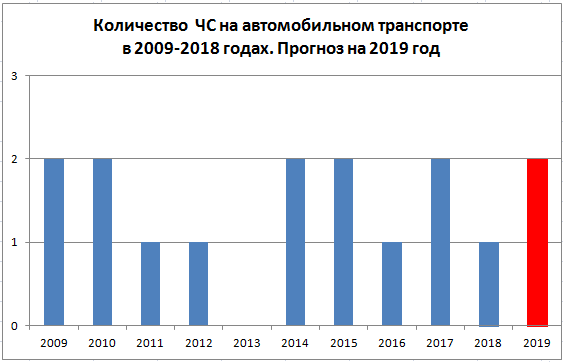 Количество ЧС на автомобильном транспорте
в 2009-2018 годах. Прогноз на 2019 год
3
2
1
0
2009 2010 2011 2012 2013 2014 2015 2016 2017 2018 2019